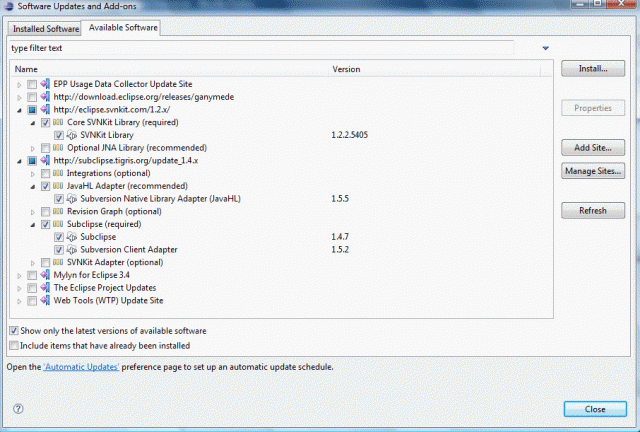 Software Updates and Add-ons
Installed Software Available Software
type filter text
Name Version
EPP Usage Data Collector Update Site
http://download.eclipse.org/releases/ganymede
http://eclipse.svnkit.com/1.2.x/
Core SVNKit Library (required)
SVNKit Library 1.2.2.5405
Optional JNA Library (recommended)
http://subclipse.tigris.org/update_1.4.x
Integrations (optional)
JavaHL Adapter (recommended)
Subversion Native Library Adapter (JavaHL) 1.5.5
Revision Graph (optional)
Subclipse (required)
Subclipse 1.4.7
Subversion Client Adapter 1.5.2
SVNKit Adapter (optional)
Mylyn for Eclipse 3.4
The Eclipse Project Updates
Web Tools (WTP) Update Site
Install...
Properties
Add Site...
Manage Sites...
Refresh
Show only the latest versions of available software
Include items that have already been installed
Open the 'Automatic Updates' preference page to set up an automatic update schedule.
?
Close